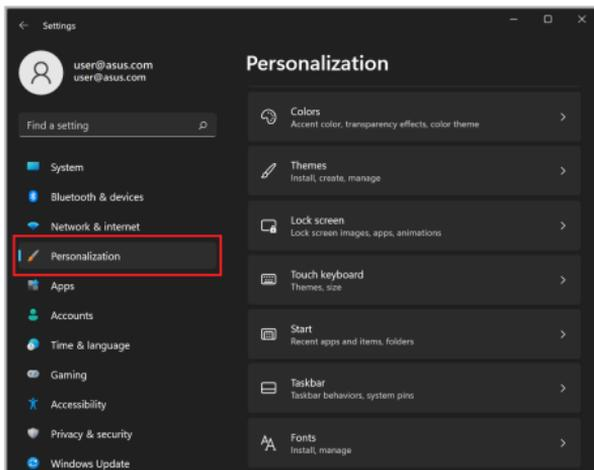 Settings
user@asus.com
user@asus.com
Find a setting
System
Bluetooth & devices
Network & internet
Personalization
Apps
Accounts
Time & language
Gaming
Accessibility
Privacy & security
Windows Update
Personalization
Colors
Accent color, transparency effects, color theme
Themes
Install, create, manage
Lock screen
Lock screen images, apps, animations
Touch keyboard
Themes, size
Start
Recent apps and items, folders
Taskbar
Taskbar behaviors, system pins
Fonts
Install, manage